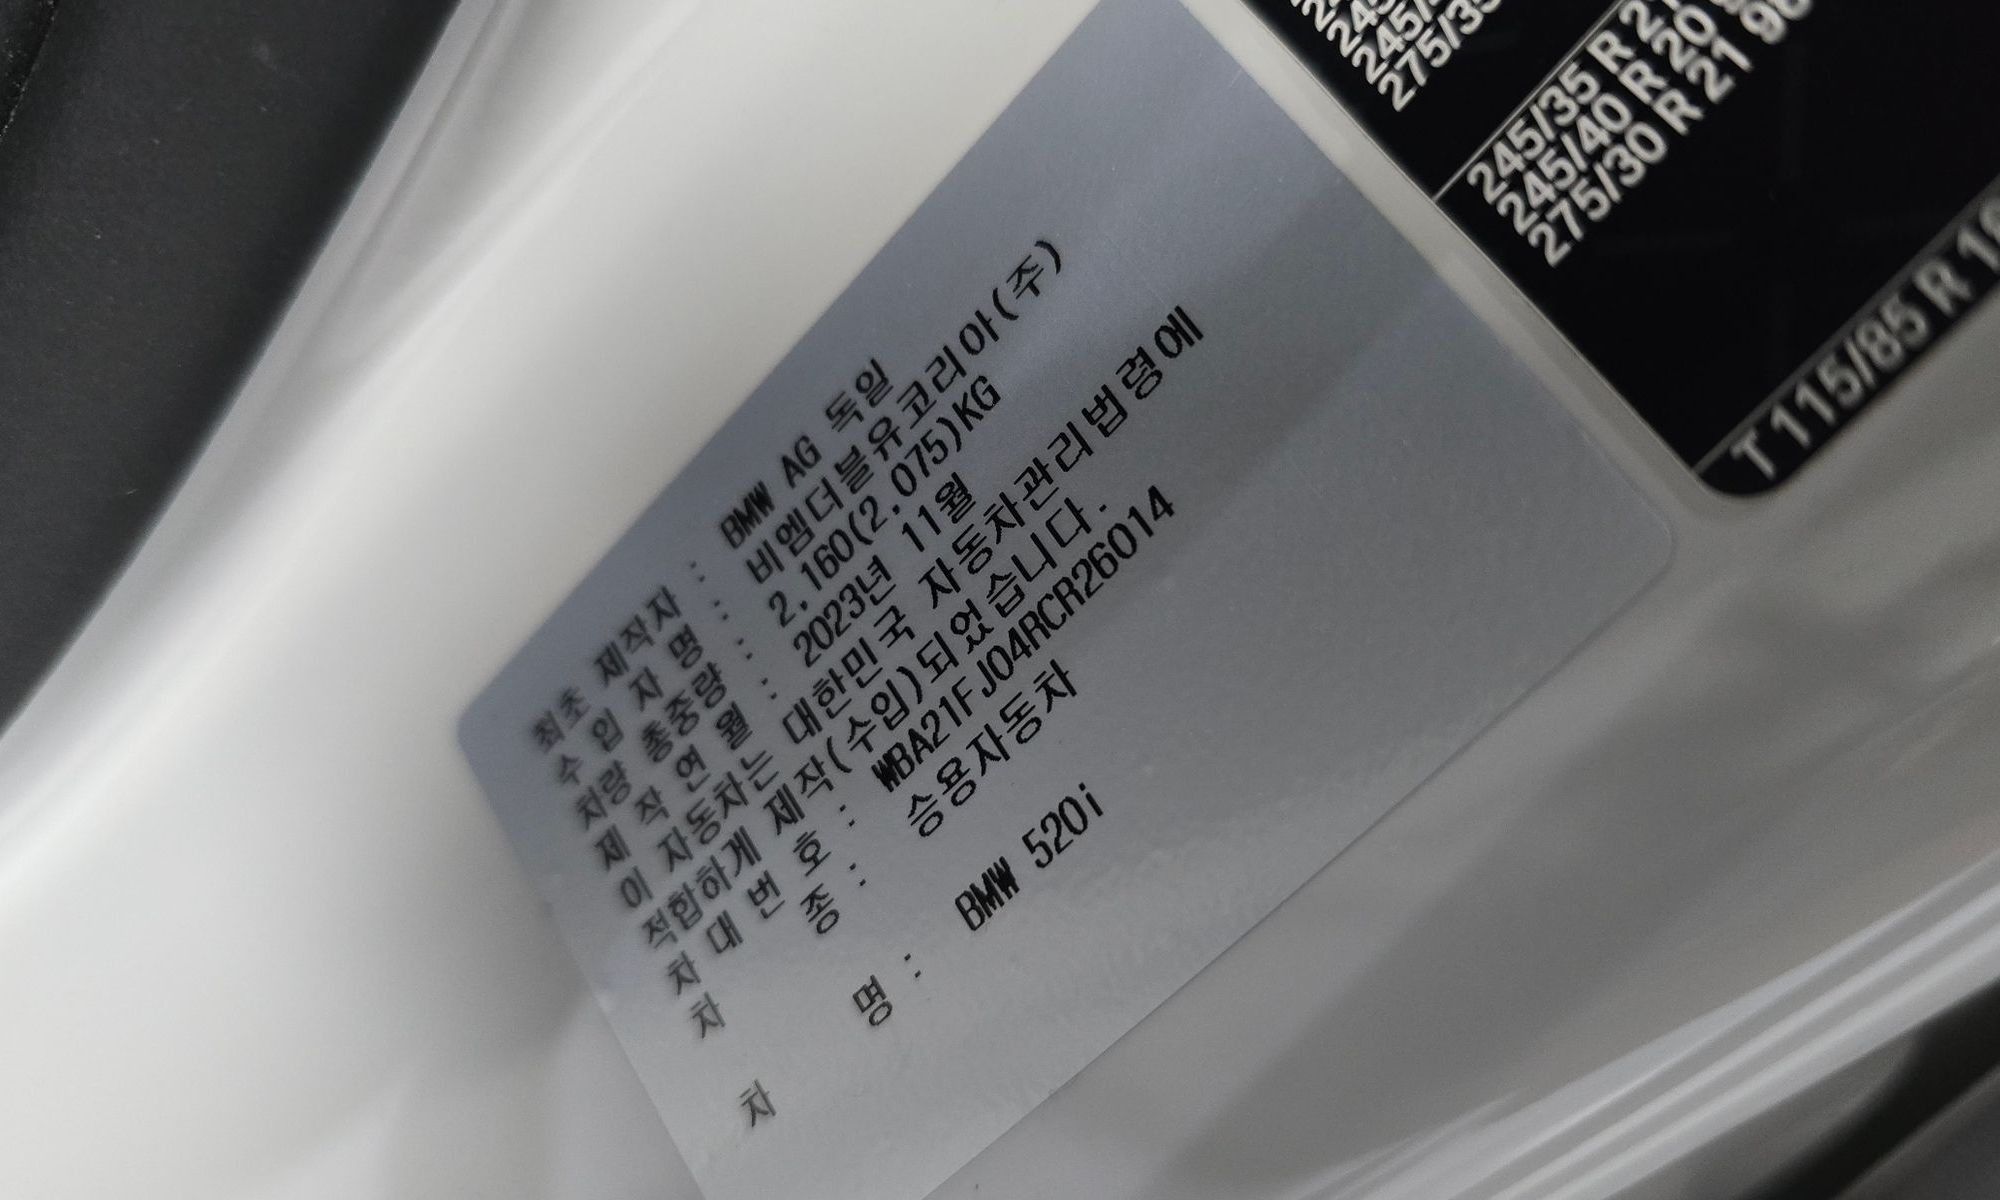 최초 제작자 : BMW AG 독일
수 입 자 명 : 비엠더블유코리아(주)
차량 총중량 : 2,160(2,075)KG
제 작 연 월 : 2023년 11월
이 자동차는 대한민국 자동차관리법령에
적합하게 제작(수입)되었습니다.
차 대 번 호 : WBA21FJ04RCR26014
차 종 : 승용자동차
차 명 : BMW 520i
245/35 R
245/40 R 20
275/30 R 21
T 115/85 R